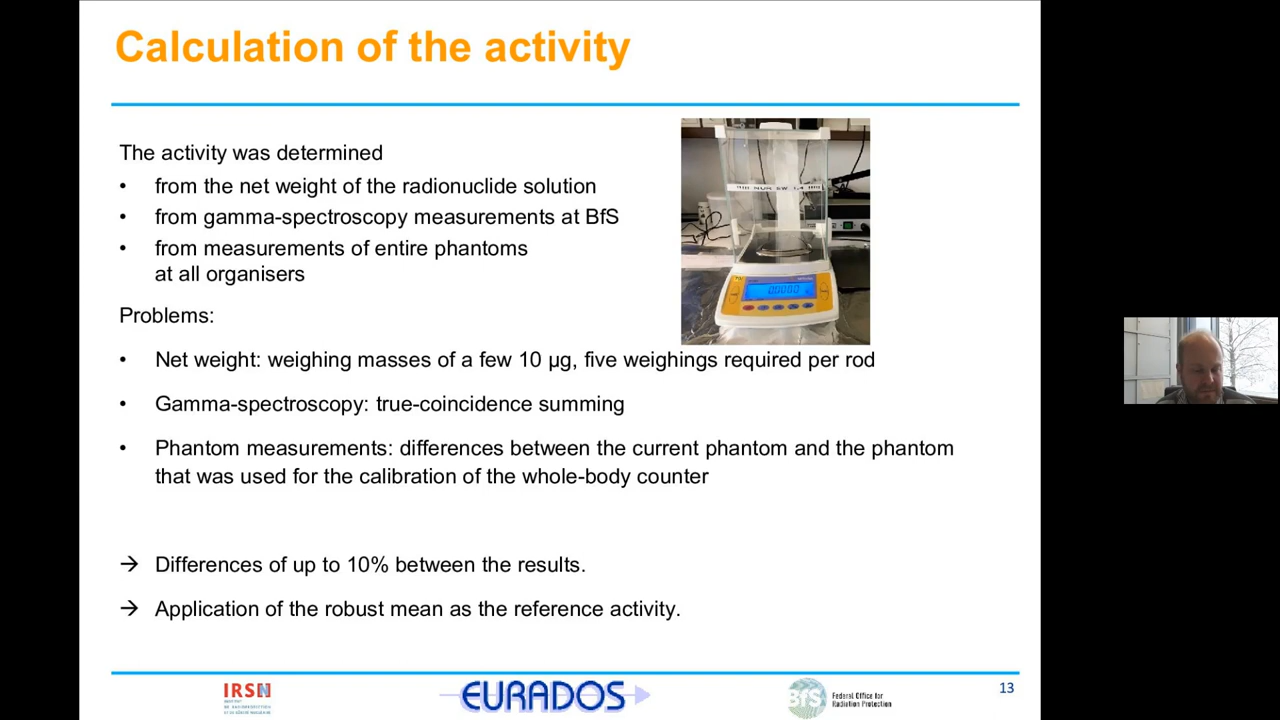 Calculation of the activity
The activity was determined
• from the net weight of the radionuclide solution
• from gamma-spectroscopy measurements at BfS
• from measurements of entire phantoms
at all organisers
Problems:
• Net weight: weighing masses of a few 10 µg, five weighings required per rod
• Gamma-spectroscopy: true-coincidence summing
• Phantom measurements: differences between the current phantom and the phantom
that was used for the calibration of the whole-body counter
→ Differences of up to 10% between the results.
→ Application of the robust mean as the reference activity.
IRSN
INSTITUT
EURADOS
BfS
Federal Office for
Radiation Protection
13